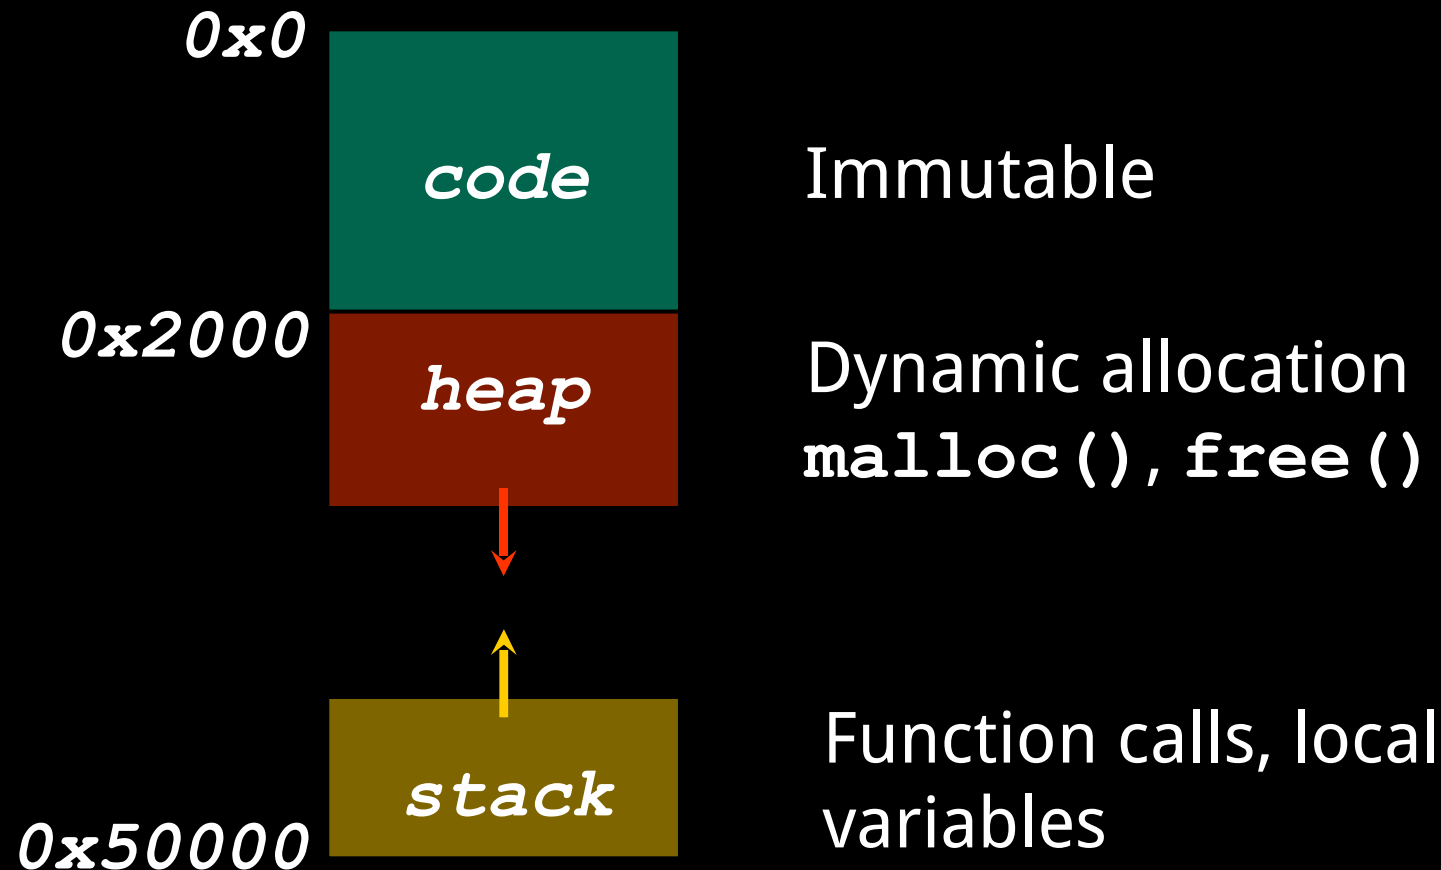 0x0
code
Immutable
0x2000
heap
Dynamic allocation
malloc(), free()
stack
Function calls, local
variables
0x50000